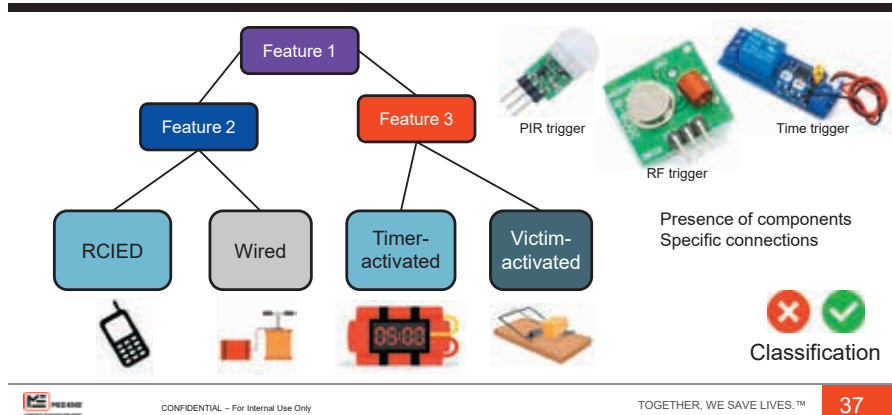 Feature 1
Feature 2
Feature 3
PIR trigger
Time trigger
RF trigger
RCIED
Wired
Timer-
activated
Victim-
activated
Presence of components
Specific connections
05:00
Classification
CONFIDENTIAL – For Internal Use Only
TOGETHER, WE SAVE LIVES.™
37